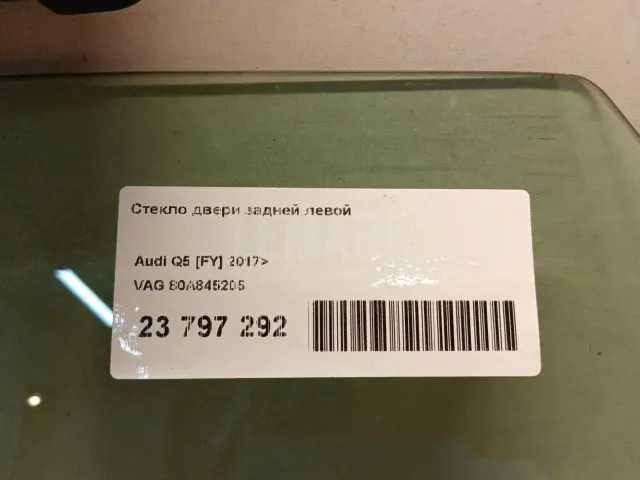 Стекло двери задней левой
Audi Q5 [FY] 2017>
VAG 80A845205
23 797 292